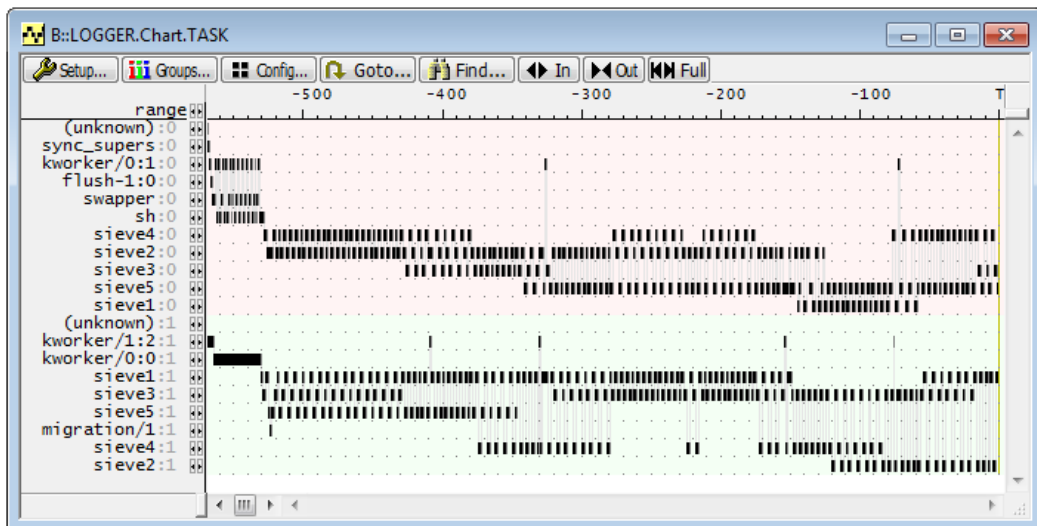 B::LOGGER.Chart.TASK
Setup... Groups... Config... Goto... Find... In Out Full
-500 -400 -300 -200 -100 T
range
(unknown):0
sync_supers:0
kworker/0:1:0
flush-1:0:0
swapper:0
sh:0
sieve4:0
sieve2:0
sieve3:0
sieve5:0
sieve1:0
(unknown):1
kworker/1:2:1
kworker/0:0:1
sieve1:1
sieve3:1
sieve5:1
migration/1:1
sieve4:1
sieve2:1